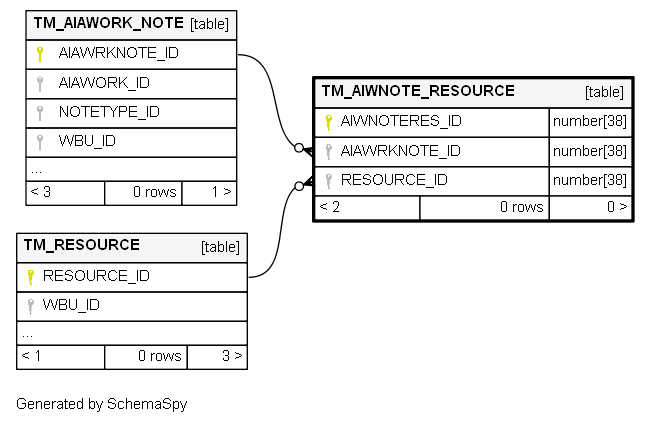 TM_AIAWORK_NOTE [table]
AIAWRKNOTE_ID
AIAWORK_ID
NOTETYPE_ID
WBU_ID
...
< 3 0 rows 1 >
TM_AIWNOTE_RESOURCE [table]
AIWNOTERES_ID number[38]
AIAWRKNOTE_ID number[38]
RESOURCE_ID number[38]
< 2 0 rows 0 >
TM_RESOURCE [table]
RESOURCE_ID
WBU_ID
...
< 1 0 rows 3 >
Generated by SchemaSpy